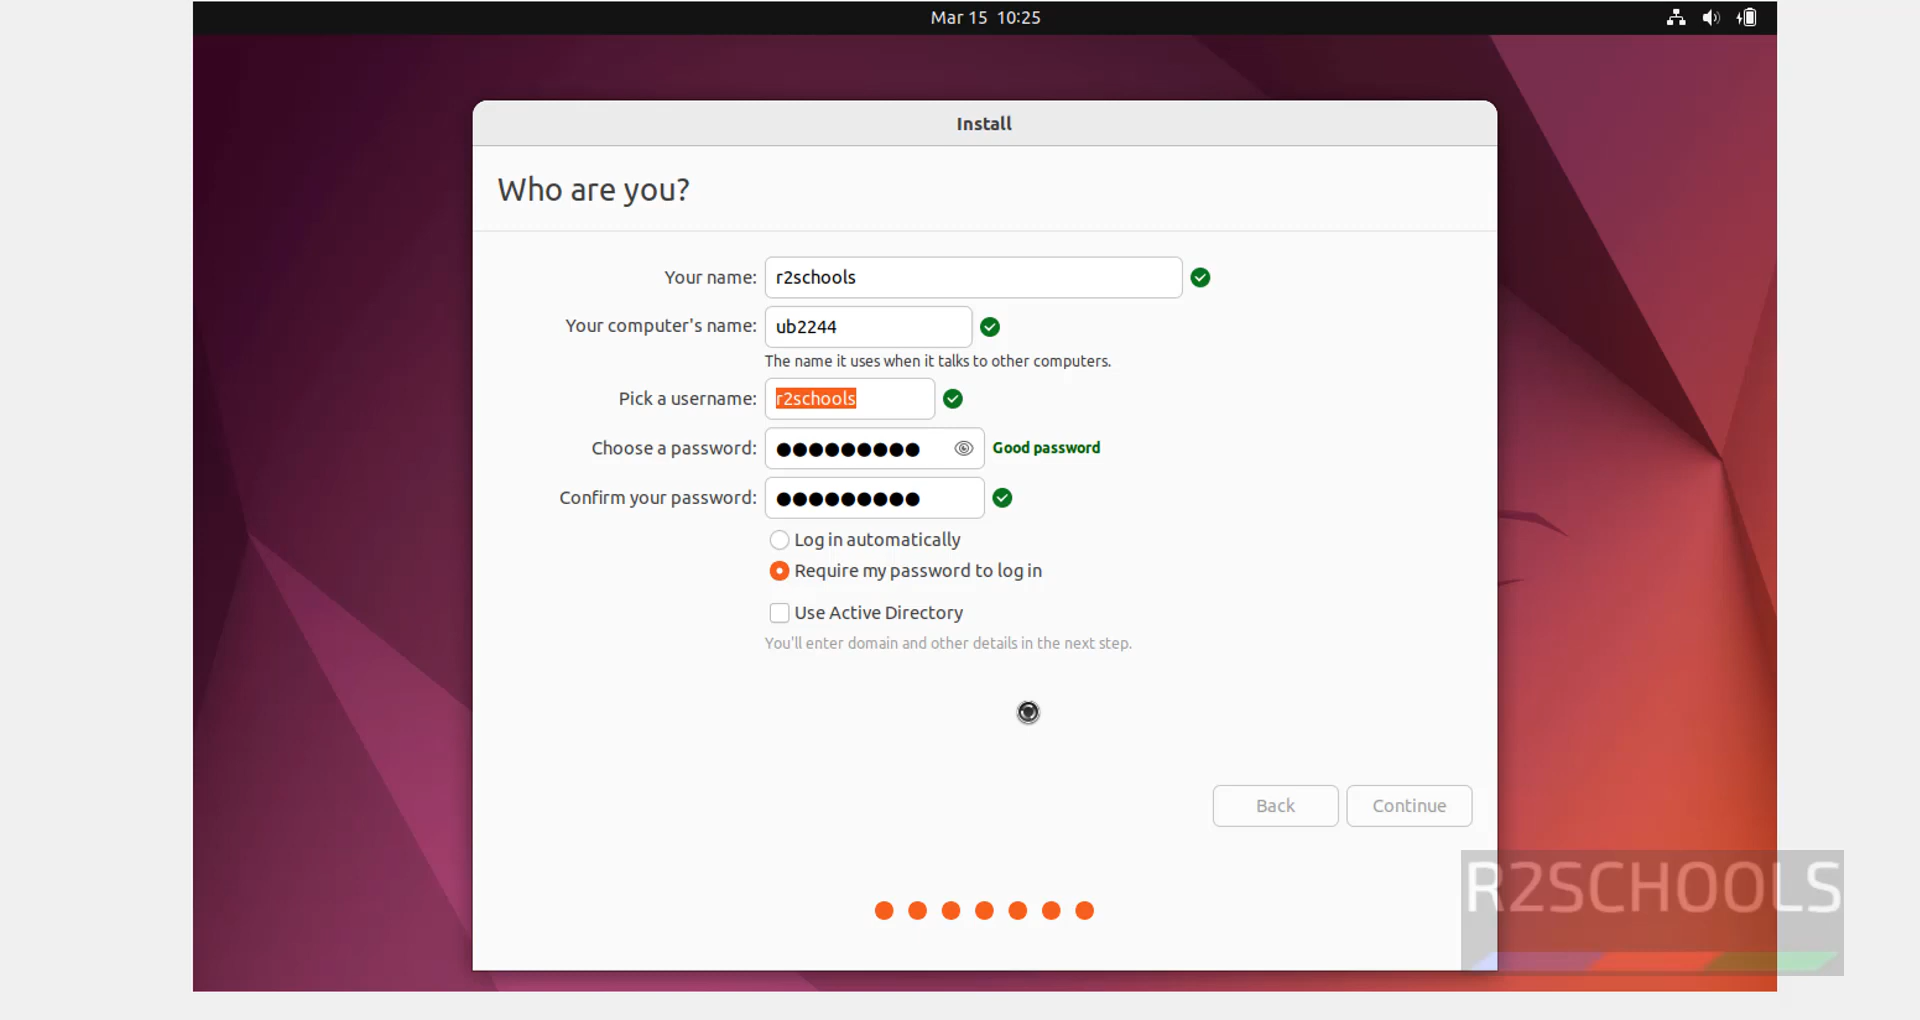 Mar 15 10:25
Install
Who are you?
Your name: r2schools
Your computer's name: ub2244
The name it uses when it talks to other computers.
Pick a username: r2schools
Choose a password: ●●●●●●●●● Good password
Confirm your password: ●●●●●●●●●
Log in automatically
Require my password to log in
Use Active Directory
You'll enter domain and other details in the next step.
Back Continue
R2SCHOOLS